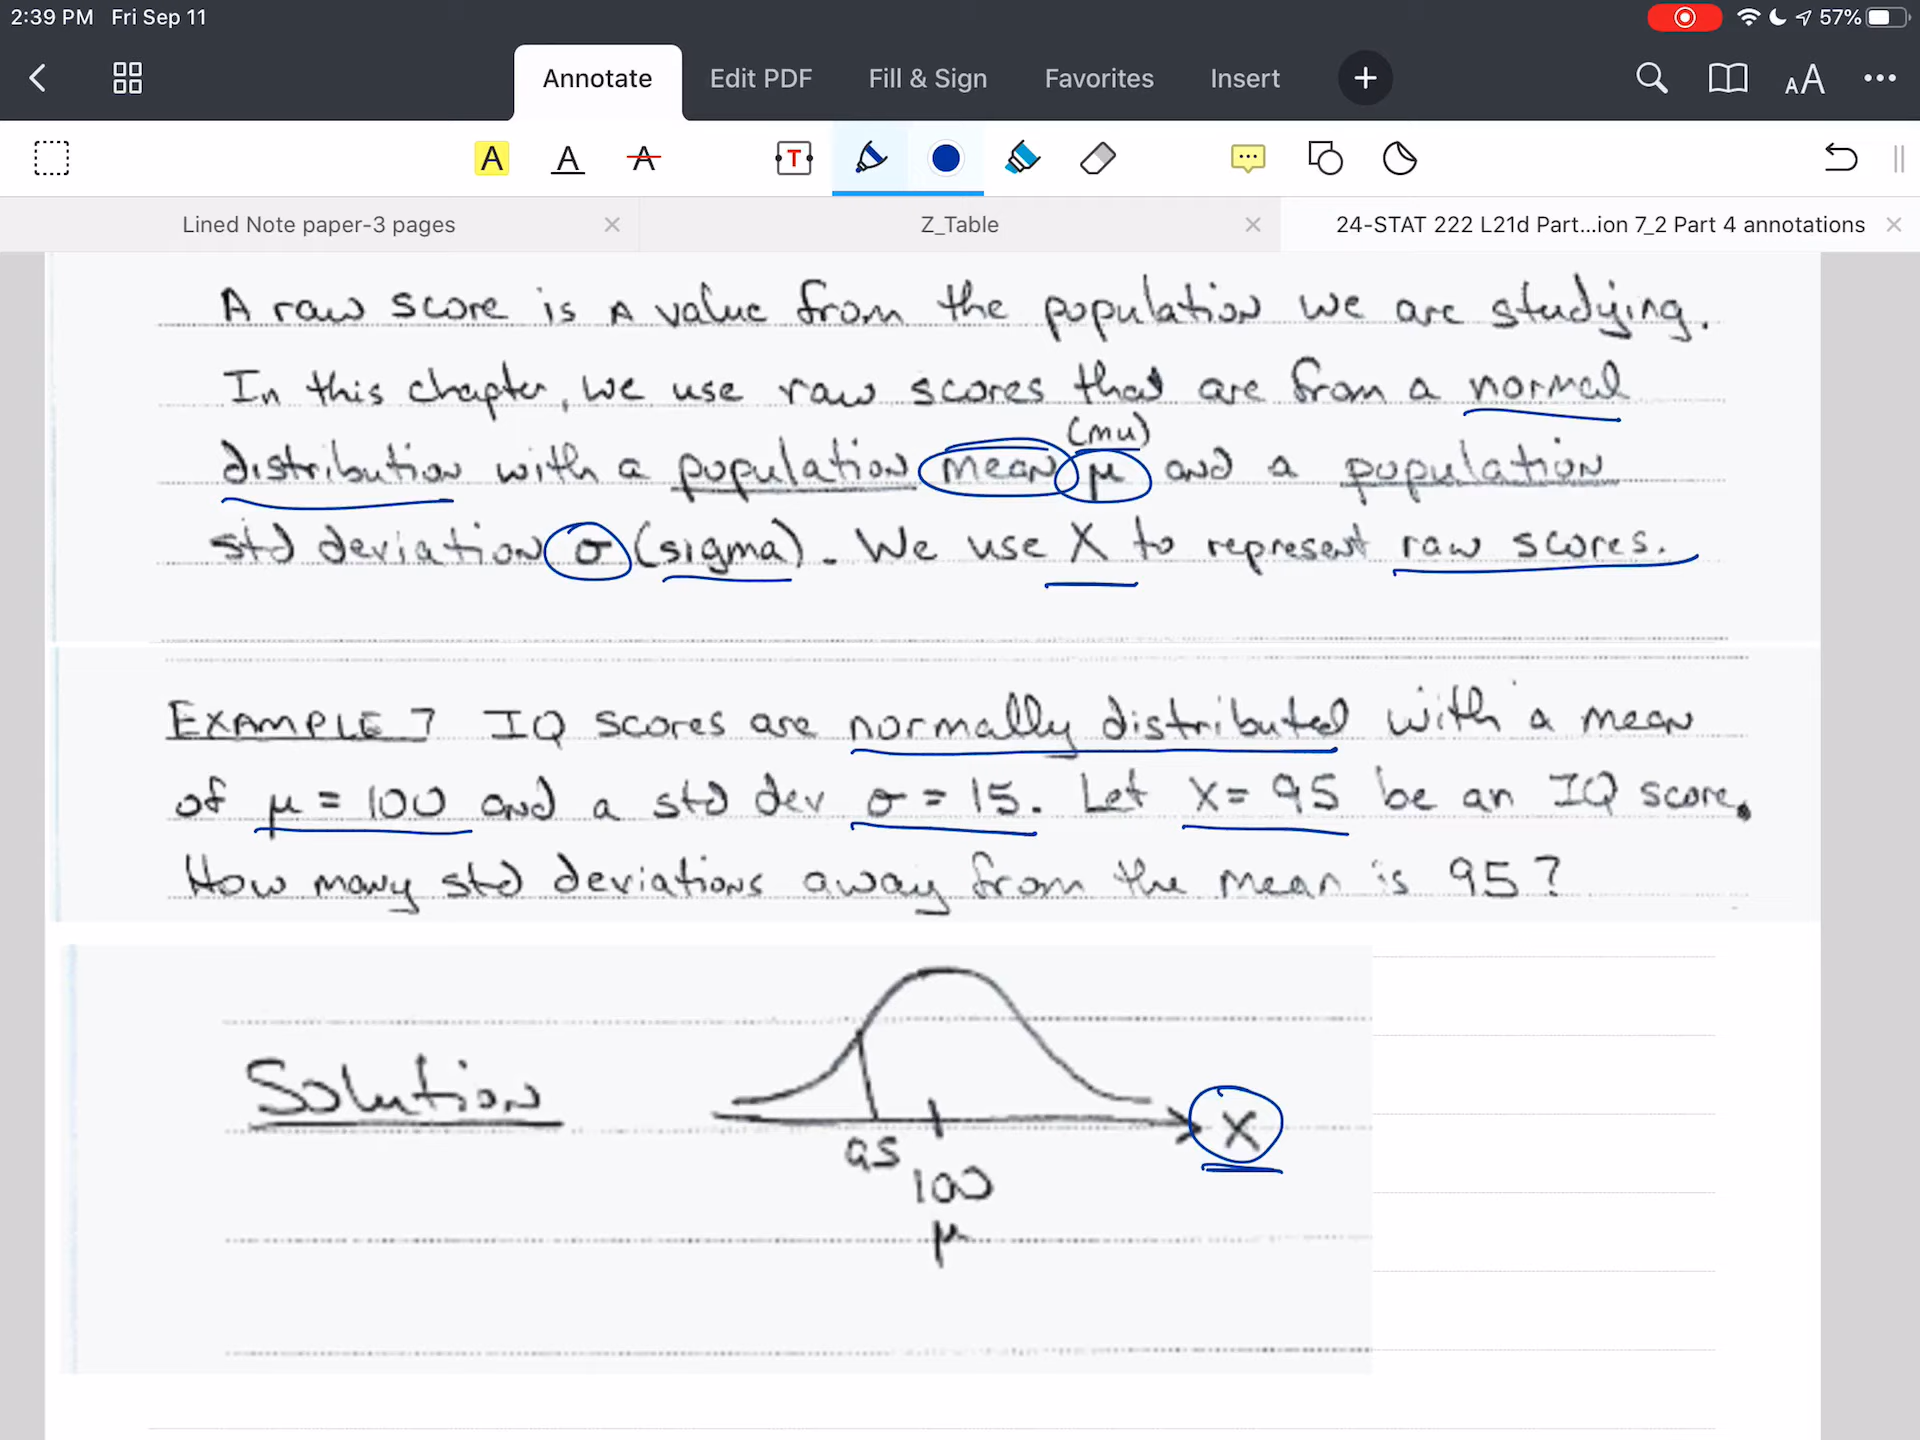 2:39 PM Fri Sep 11 57%
Annotate Edit PDF Fill & Sign Favorites Insert
Lined Note paper-3 pages Z_Table 24-STAT 222 L21d Part...ion 7_2 Part 4 annotations
A raw score is A value from the population we are studying.
In this chapter, we use raw scores that are from a normal
(mu)
distribution with a population mean μ and a population
std deviation σ (sigma). We use X to represent raw scores.
EXAMPLE 7 IQ scores are normally distributed with a mean
of μ = 100 and a std dev σ = 15. Let X = 95 be an IQ score.
How many std deviations away from the mean is 95?
Solution
X
95
100
μ